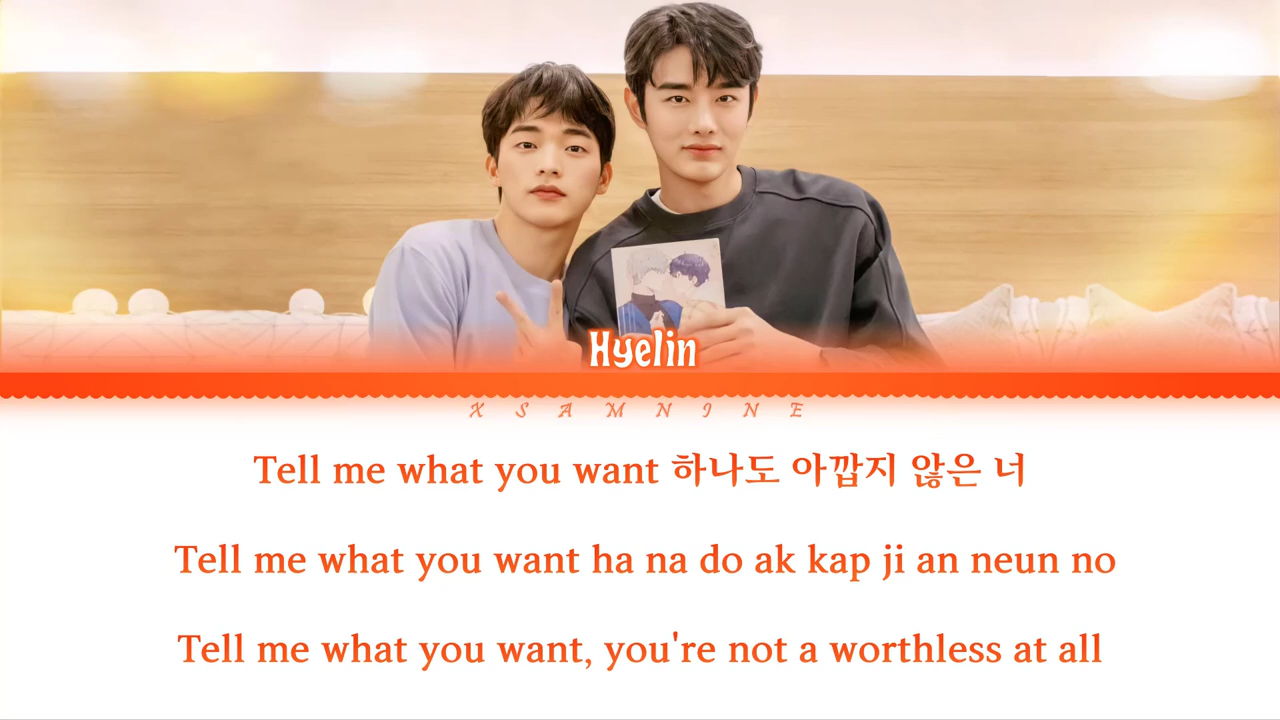 Hyelin
XSAMNINE
Tell me what you want 하나도 아깝지 않은 너
Tell me what you want ha na do ak kap ji an neun no
Tell me what you want, you're not a worthless at all